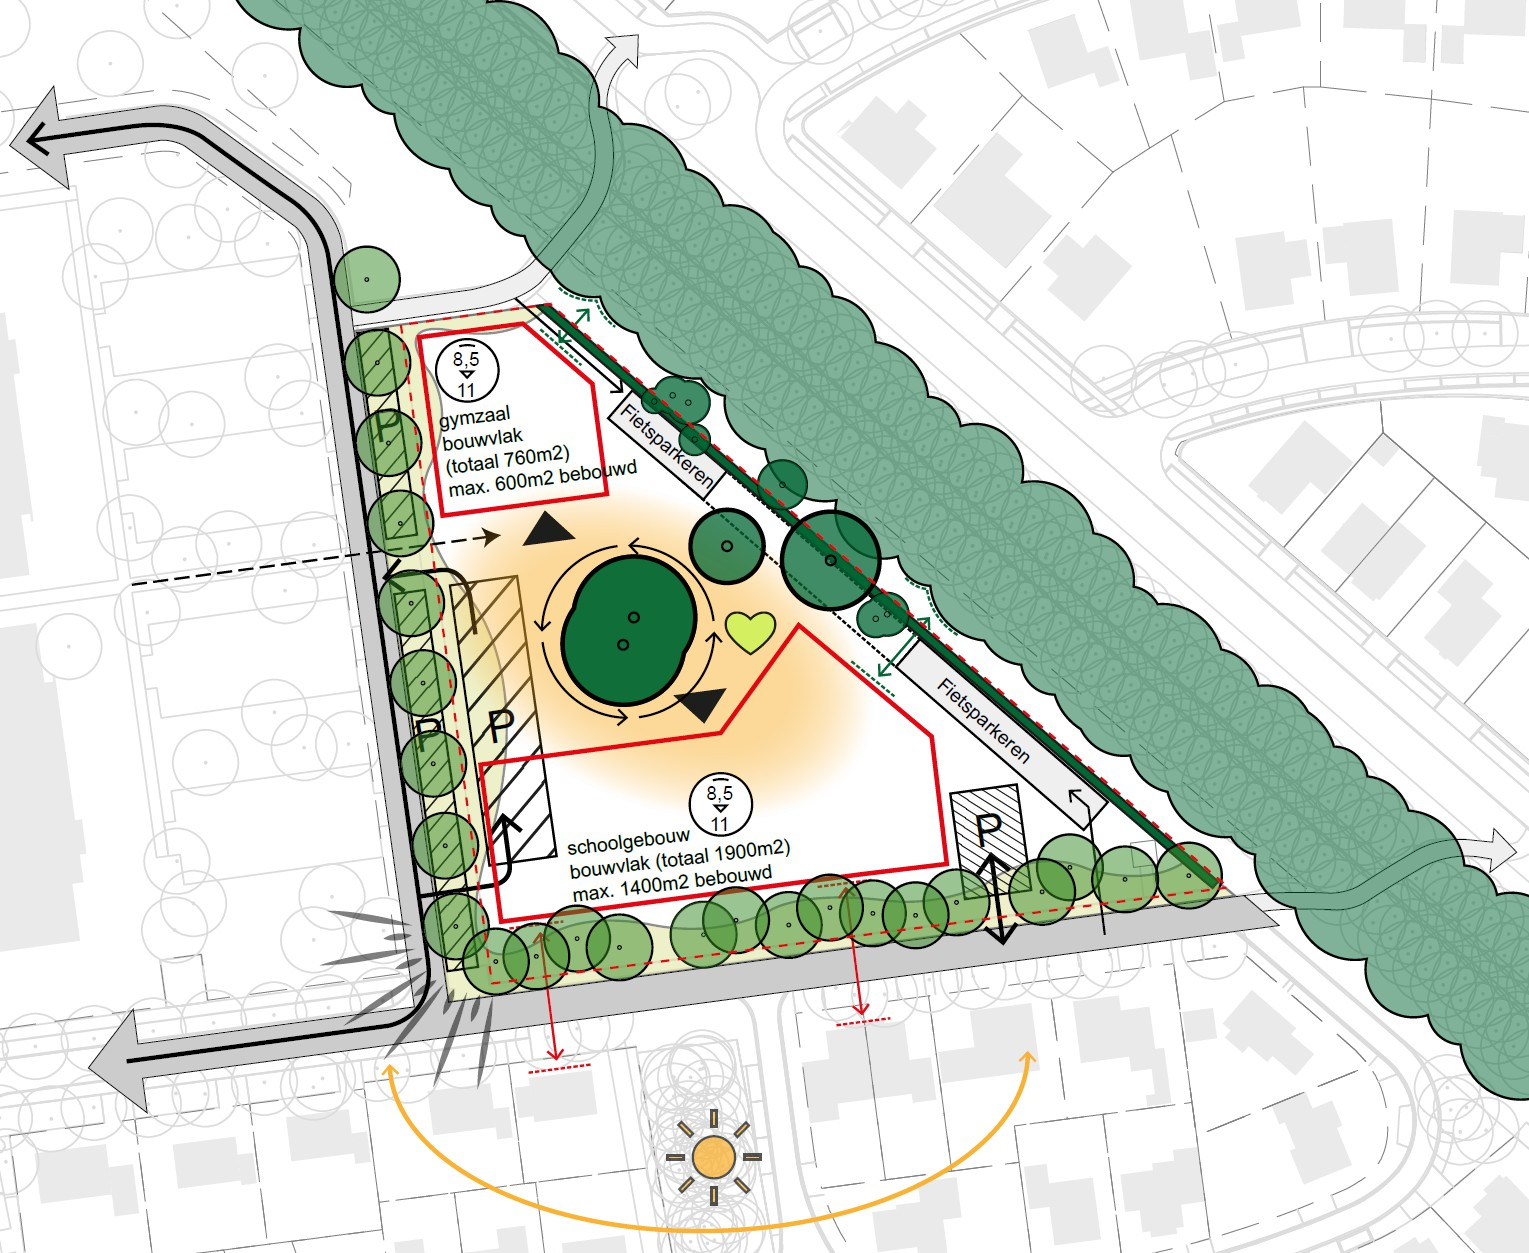 8,5
11
gymzaal
bouwvlak
(totaal 760m2)
max. 600m2 bebouwd
Fietsparkeren
P
P
P
Fietsparkeren
8,5
11
P
schoolgebouw
bouwvlak (totaal 1900m2)
max. 1400m2 bebouwd